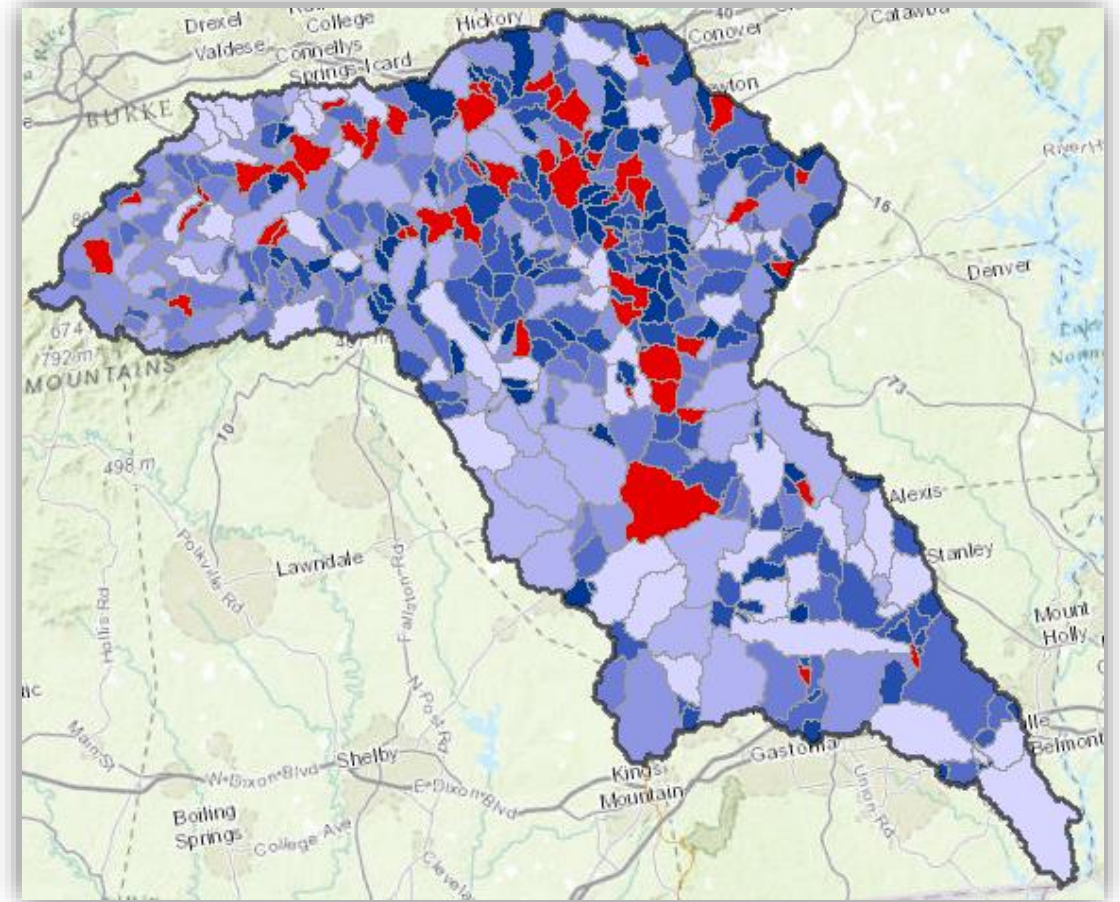 Drexel
College
Hickory
40
Catawba
Valdese
Connellys
Springs-Icard
Conover
BURKE
16
Denver
674
792 m
MOUNTAINS
10
73
498 m
Alexis
Polkville Rd
Lawndale
Fallston Rd
Stanley
Hollis Rd
Mount
Holly
N Post Rd
Main St
Shelby
W Dixon Blvd
E Dixon Blvd
Kings
Mountain
Gastonia
Belmont
Union Rd
Boiling
Springs
College Ave